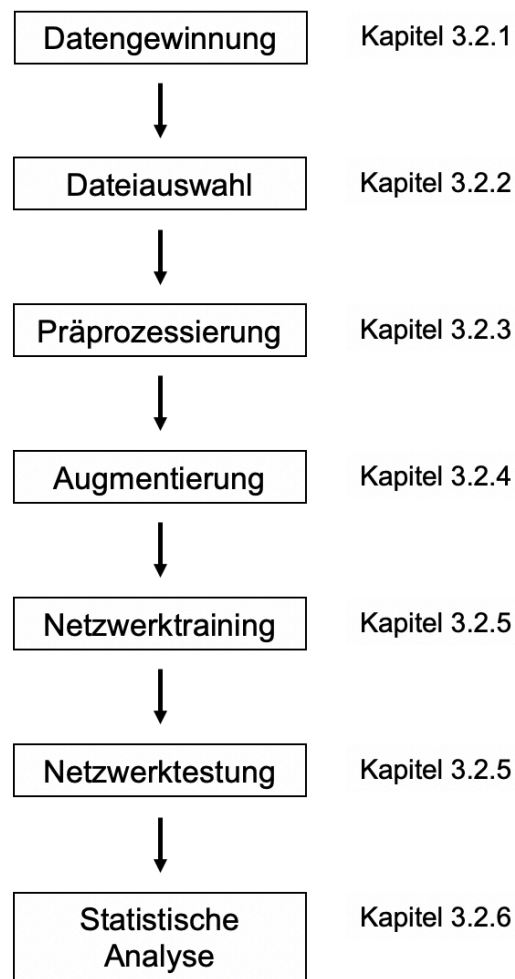 Datengewinnung Kapitel 3.2.1
Dateiauswahl Kapitel 3.2.2
Präprozessierung Kapitel 3.2.3
Augmentierung Kapitel 3.2.4
Netzwerktraining Kapitel 3.2.5
Netzwerktestung Kapitel 3.2.5
Statistische Kapitel 3.2.6
Analyse